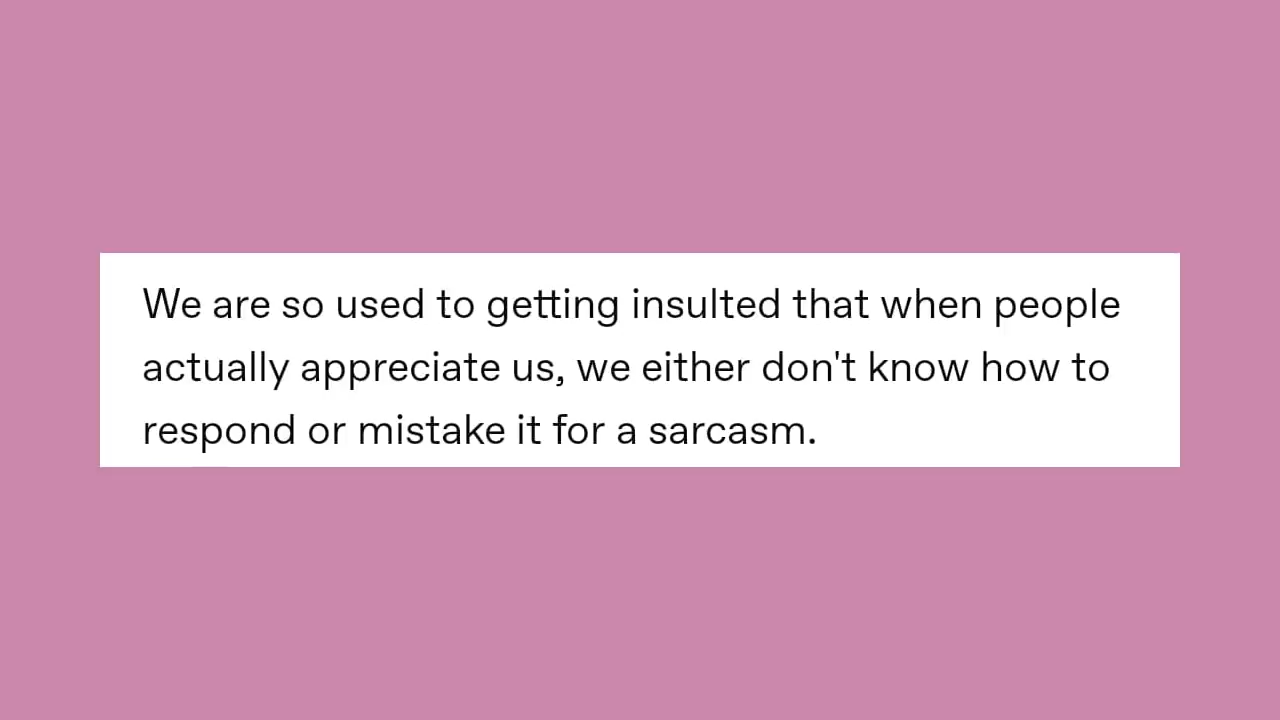 We are so used to getting insulted that when people
actually appreciate us, we either don't know how to
respond or mistake it for a sarcasm.